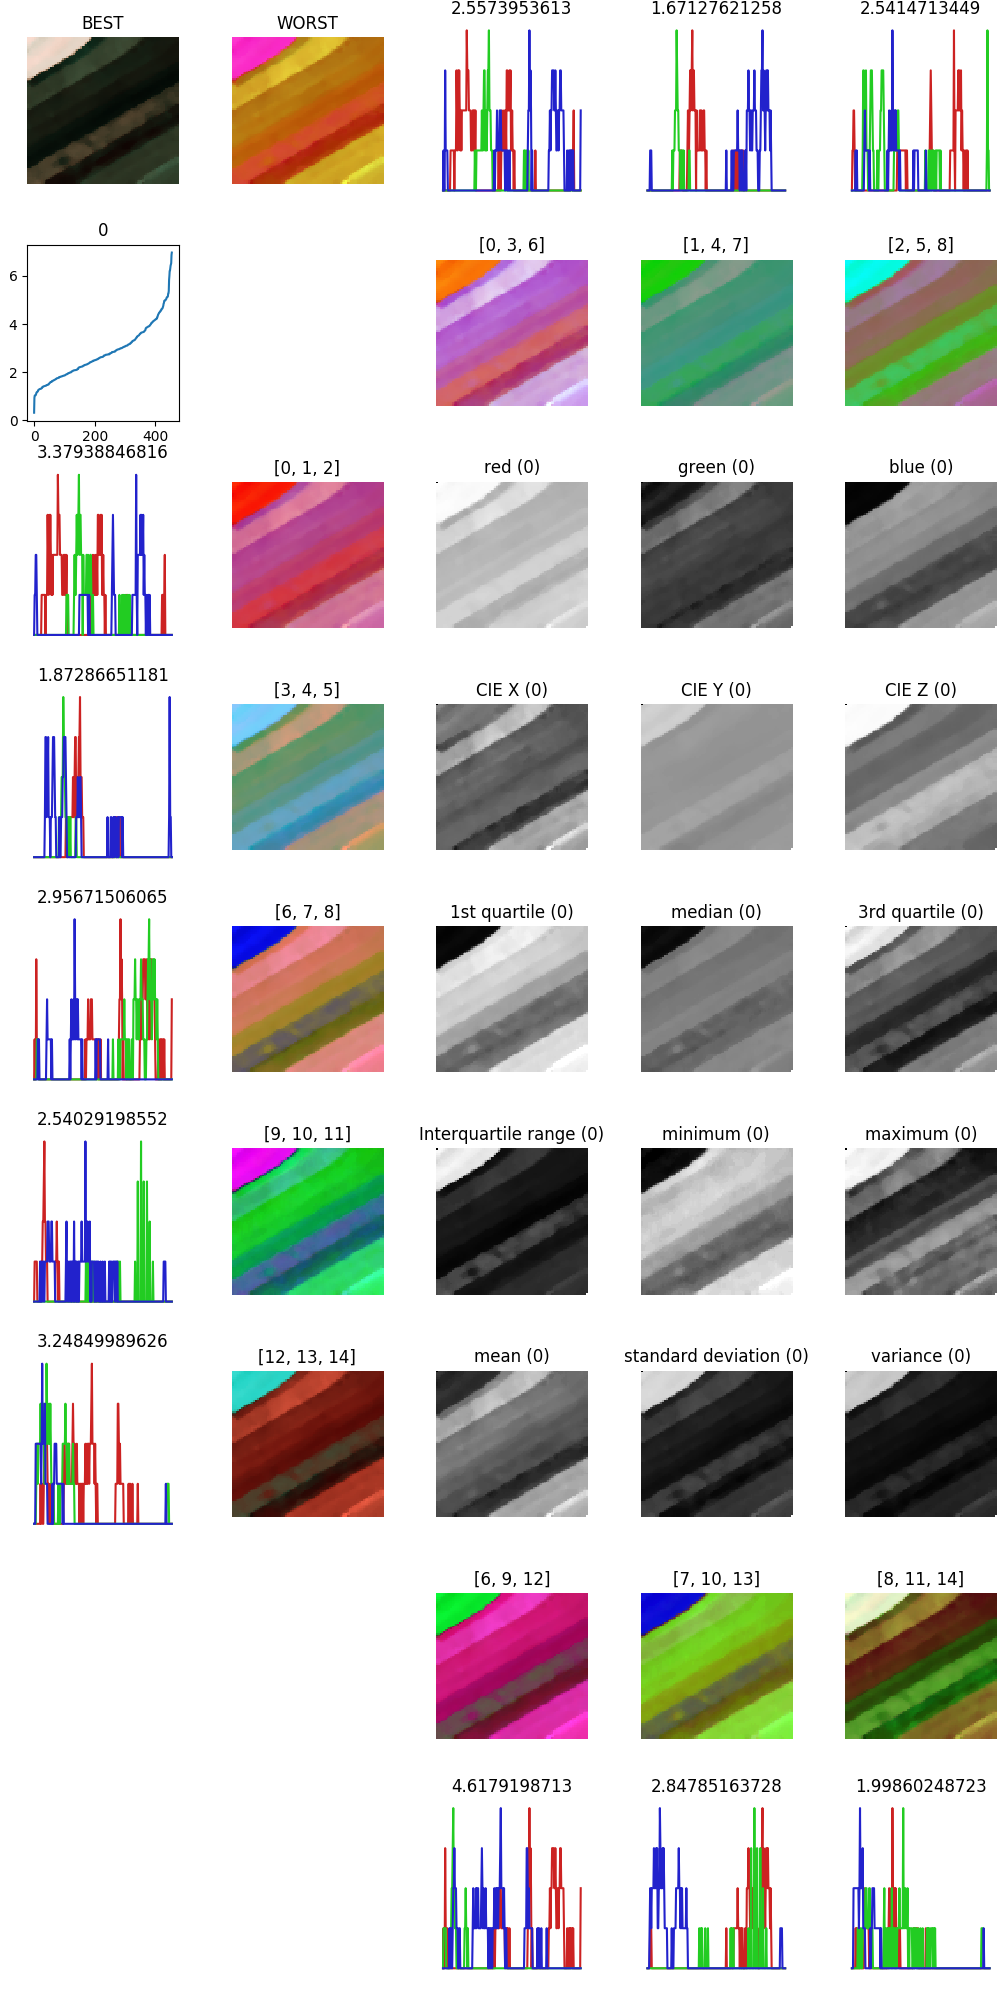 BEST WORST 2.5573953613 1.67127621258 2.5414713449
0 [0, 3, 6] [1, 4, 7] [2, 5, 8]
6
4
2
0
0 200 400
3.37938846816 [0, 1, 2] red (0) green (0) blue (0)
1.87286651181 [3, 4, 5] CIE X (0) CIE Y (0) CIE Z (0)
2.95671506065 [6, 7, 8] 1st quartile (0) median (0) 3rd quartile (0)
2.54029198552 [9, 10, 11] Interquartile range (0) minimum (0) maximum (0)
3.24849989626 [12, 13, 14] mean (0) standard deviation (0) variance (0)
[6, 9, 12] [7, 10, 13] [8, 11, 14]
4.6179198713 2.84785163728 1.99860248723